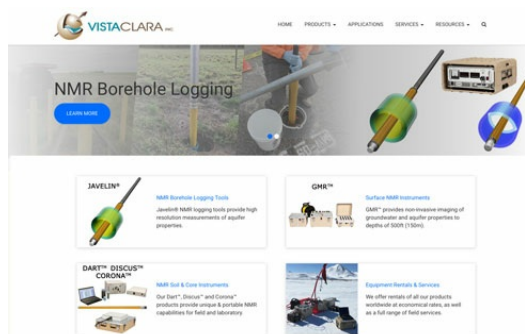 VISTACLARA INC.
HOME PRODUCTS APPLICATIONS SERVICES RESOURCES
NMR Borehole Logging
LEARN MORE
JAVELIN®
NMR Borehole Logging Tools
Javelin® NMR logging tools provide high
resolution measurements of aquifer
properties.
GMR™
Surface NMR Instruments
GMR™ provides non-invasive imaging of
groundwater and aquifer properties to
depths of 500ft (150m).
DART™ DISCUS™
CORONA™
NMR Soil & Core Instruments
Our Dart™, Discus™ and Corona™
products provide unique & portable NMR
capabilities for field and laboratory.
Equipment Rentals & Services
We offer rentals of all our products
worldwide at economical rates, as well
as a full range of field services.